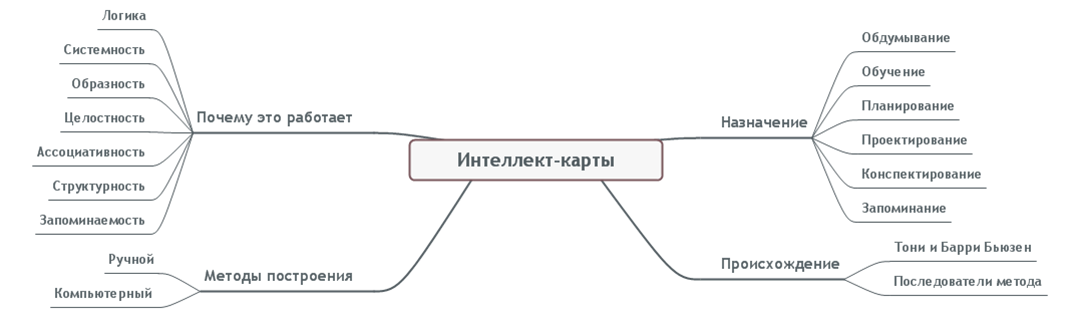 Интеллект-карты
Почему это работает
Логика
Системность
Образность
Целостность
Ассоциативность
Структурность
Запоминаемость
Методы построения
Ручной
Компьютерный
Назначение
Обдумывание
Обучение
Планирование
Проектирование
Конспектирование
Запоминание
Происхождение
Тони и Барри Бьюзен
Последователи метода